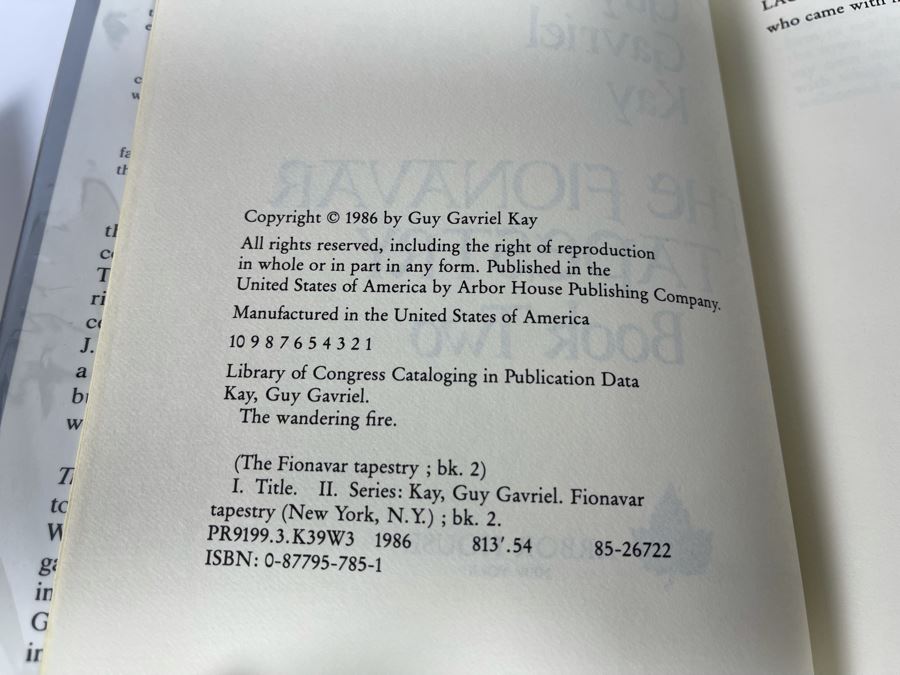 who came with
Copyright © 1986 by Guy Gavriel Kay
All rights reserved, including the right of reproduction
in whole or in part in any form. Published in the
United States of America by Arbor House Publishing Company.
Manufactured in the United States of America
10 9 8 7 6 5 4 3 2 1
Library of Congress Cataloging in Publication Data
Kay, Guy Gavriel.
The wandering fire.
(The Fionavar tapestry ; bk. 2)
I. Title. II. Series: Kay, Guy Gavriel. Fionavar
tapestry (New York, N.Y.) ; bk. 2.
PR9199.3.K39W3 1986 813'.54 85-26722
ISBN: 0-87795-785-1